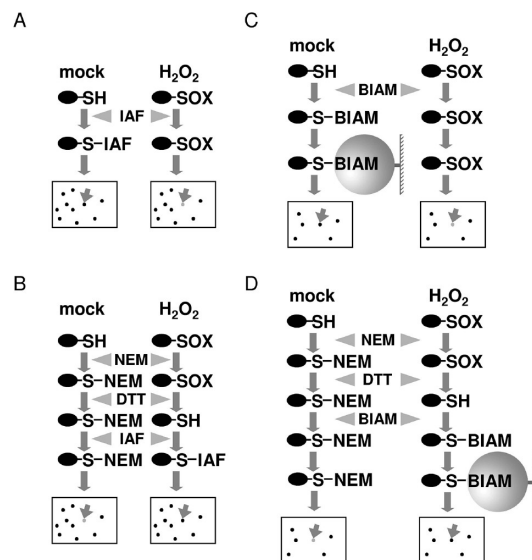 A
mock H₂O₂
SH SOX
IAF
S-IAF SOX
B
mock H₂O₂
SH SOX
NEM
S-NEM SOX
DTT
S-NEM SH
IAF
S-NEM S-IAF
C
mock H₂O₂
SH SOX
BIAM
S-BIAM SOX
S-BIAM SOX
D
mock H₂O₂
SH SOX
NEM
S-NEM SOX
DTT
S-NEM SH
BIAM
S-NEM S-BIAM
S-NEM S-BIAM